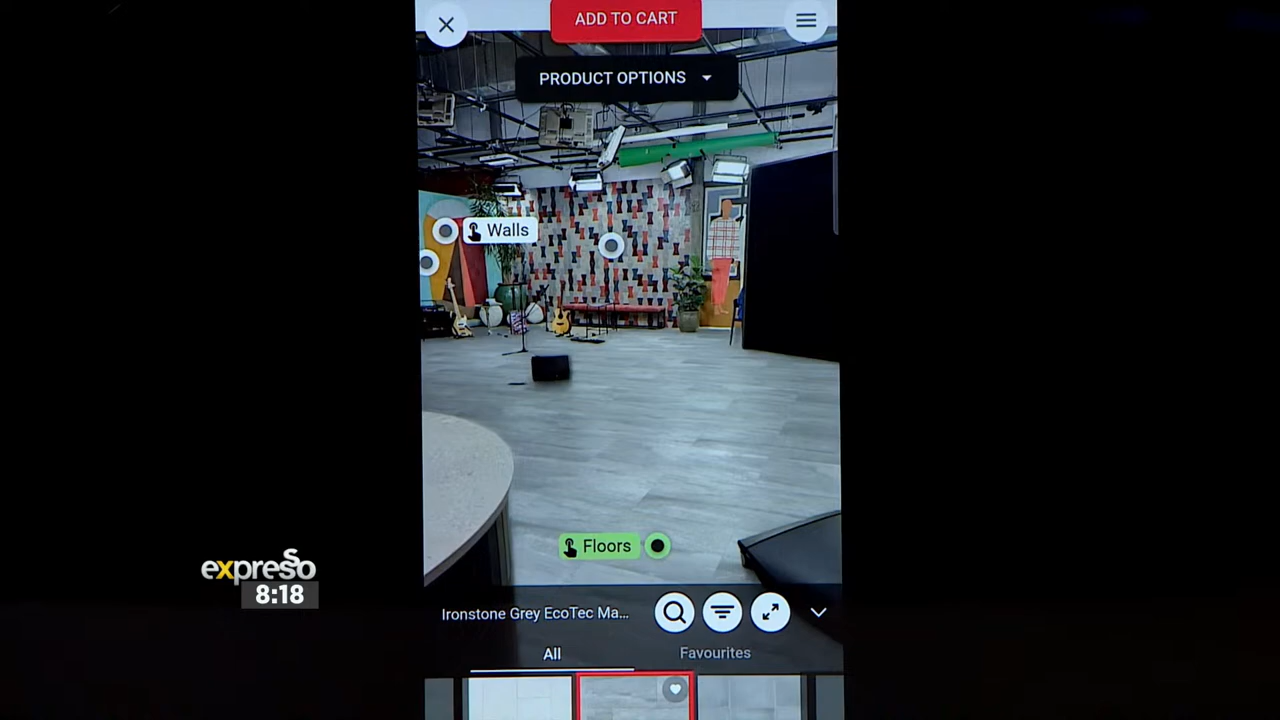 ADD TO CART
PRODUCT OPTIONS
Walls
Floors
expresso
8:18
Ironstone Grey EcoTec Ma...
All
Favourites